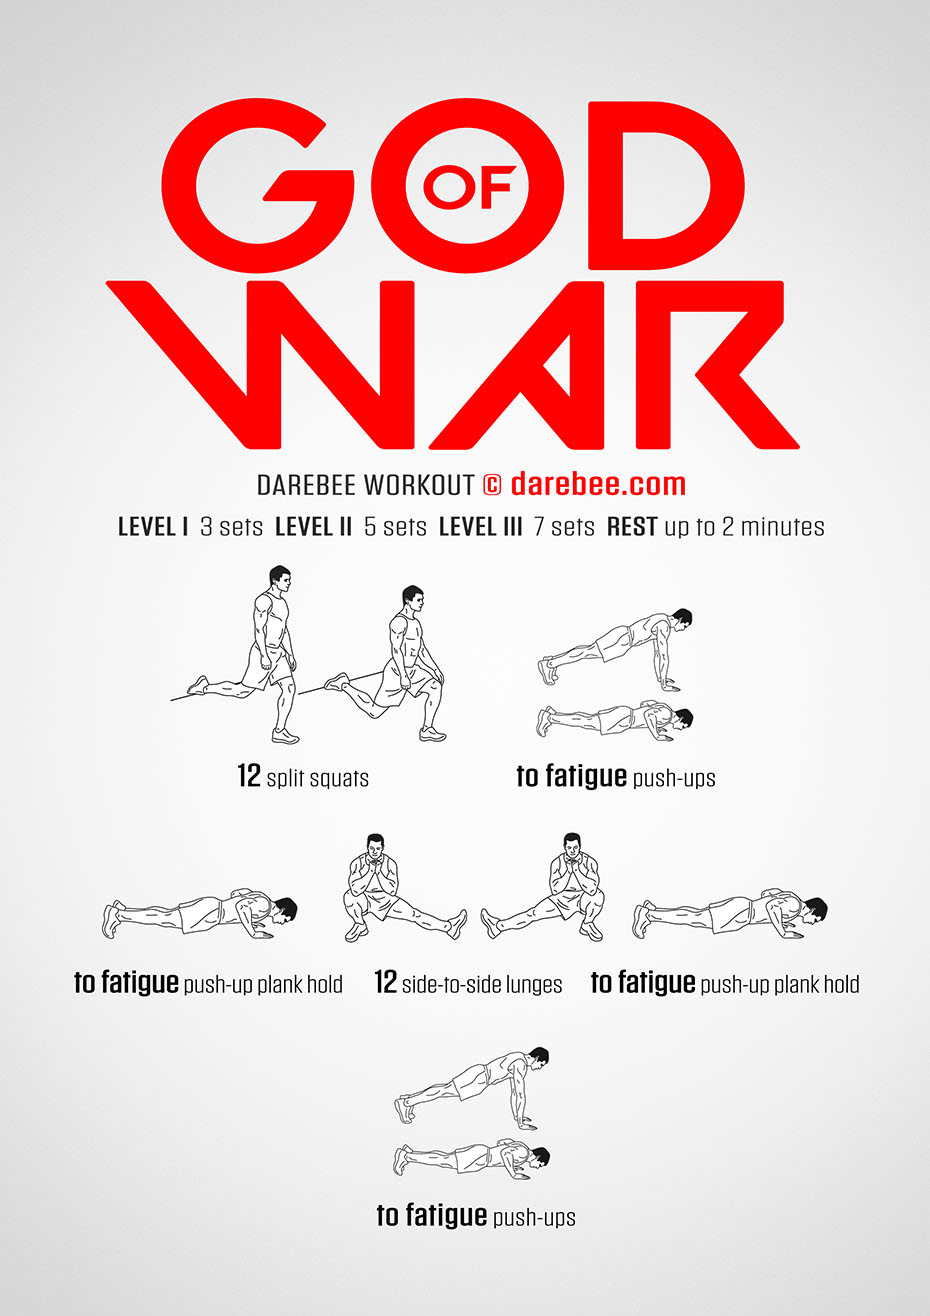 GOD
OF
WAR
DAREBEE WORKOUT © darebee.com
LEVEL I 3 sets LEVEL II 5 sets LEVEL III 7 sets REST up to 2 minutes
12 split squats
to fatigue push-ups
to fatigue push-up plank hold
12 side-to-side lunges
to fatigue push-up plank hold
to fatigue push-ups